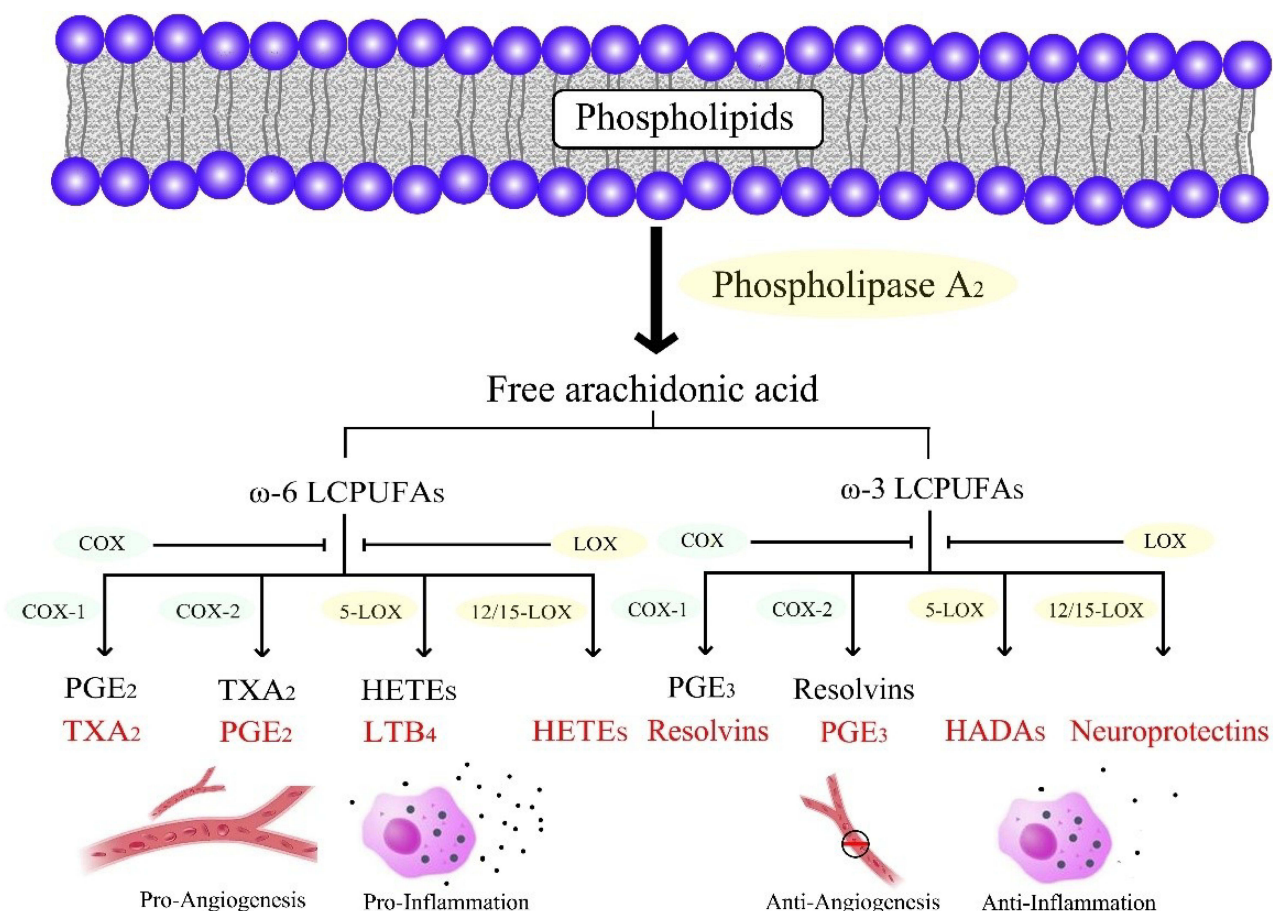 Phospholipids
Phospholipase A2
Free arachidonic acid
ω-6 LCPUFAs
ω-3 LCPUFAs
COX
LOX
COX
LOX
COX-1
COX-2
5-LOX
12/15-LOX
COX-1
COX-2
5-LOX
12/15-LOX
PGE2
TXA2
HETEs
PGE3
Resolvins
TXA2
PGE2
LTB4
HETEs
Resolvins
PGE3
HADAs
Neuroprotectins
Pro-Angiogenesis
Pro-Inflammation
Anti-Angiogenesis
Anti-Inflammation